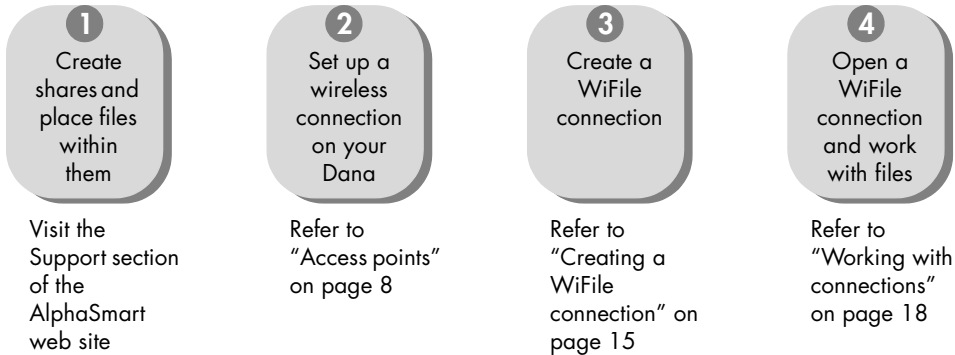 1
Create
shares and
place files
within
them
Visit the
Support section
of the
AlphaSmart
web site
2
Set up a
wireless
connection
on your
Dana
Refer to
“Access points”
on page 8
3
Create a
WiFile
connection
Refer to
“Creating a
WiFile
connection” on
page 15
4
Open a
WiFile
connection
and work
with files
Refer to
“Working with
connections”
on page 18